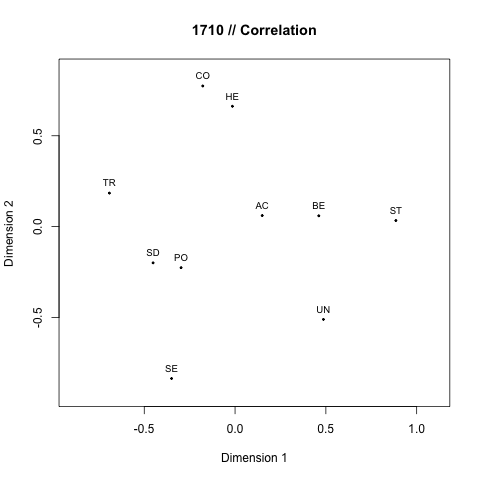 1710 // Correlation
CO
HE
TR
AC
BE
ST
SD
PO
UN
SE
0.5
0.0
-0.5
Dimension 2
-0.5
0.0
0.5
1.0
Dimension 1